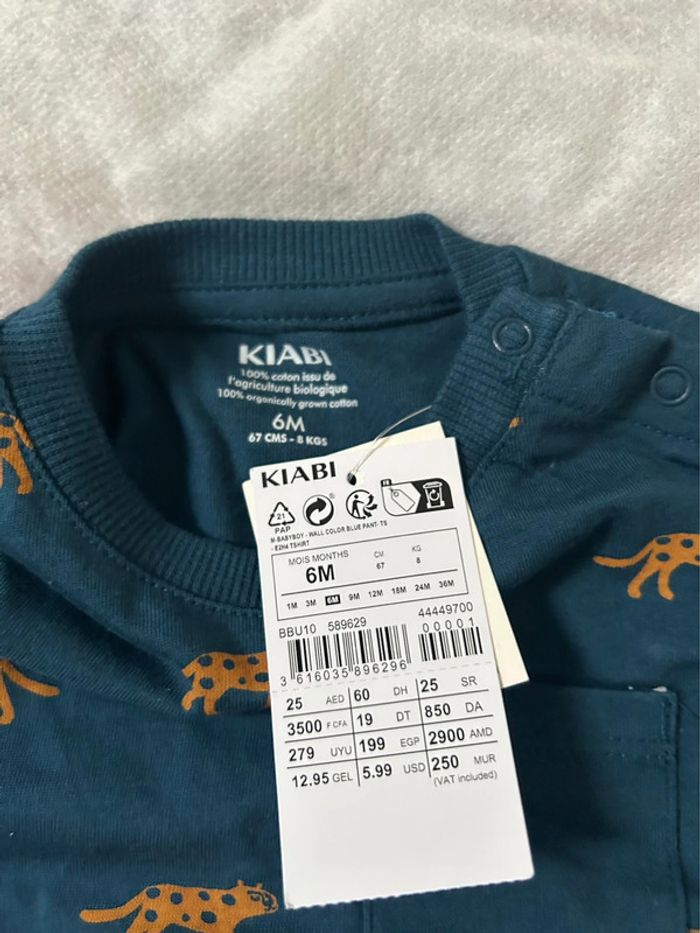 KIABI
100% coton issu de
l'agriculture biologique
100% organically grown cotton
6M
67 CMS - 8 KGS
KIABI
21
PAP
FR
M-BABYBOY - WALL COLOR BLUE PANT- TS
- E2H4 TSHIRT
MOIS MONTHS CM KG
6M 67 8
1M 3M 6M 9M 12M 18M 24M 36M
BBU10 589629 44449700
00001
3 616035 896296
25 AED 60 DH 25 SR
3500 F CFA 19 DT 850 DA
279 UYU 199 EGP 2900 AMD
12.95 GEL 5.99 USD 250 MUR
(VAT included)